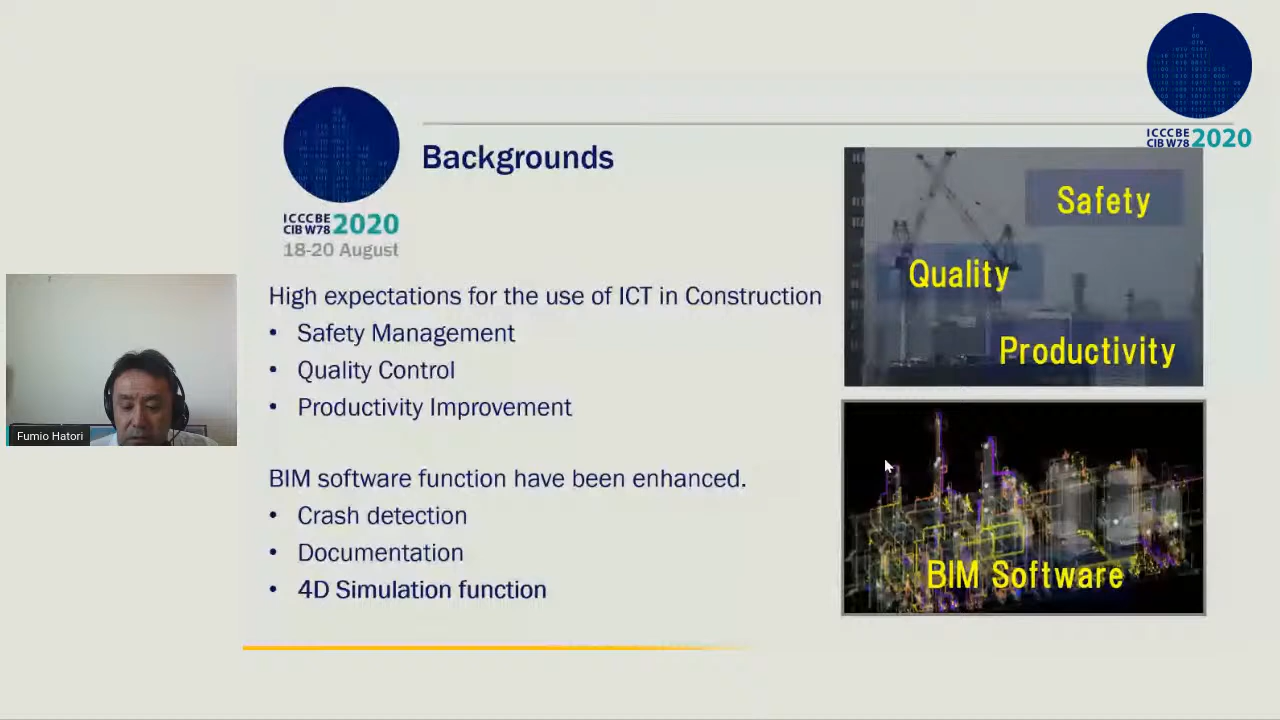 ICCCBE
CIB W78 2020
Backgrounds
ICCCBE
CIB W78 2020
18-20 August
Safety
Quality
Productivity
High expectations for the use of ICT in Construction
• Safety Management
• Quality Control
• Productivity Improvement
Fumio Hatori
BIM software function have been enhanced.
• Crash detection
• Documentation
• 4D Simulation function
BIM Software